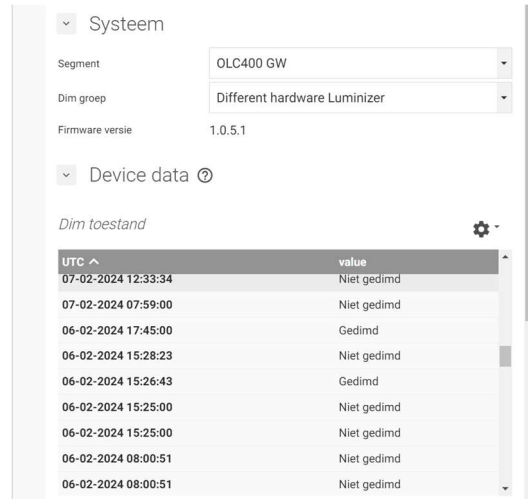 Systeem
Segment OLC400 GW
Dim groep Different hardware Luminizer
Firmware versie 1.0.5.1
Device data ?
Dim toestand
UTC value
07-02-2024 12:33:34 Niet gedimd
07-02-2024 07:59:00 Niet gedimd
06-02-2024 17:45:00 Gedimd
06-02-2024 15:28:23 Niet gedimd
06-02-2024 15:26:43 Gedimd
06-02-2024 15:25:00 Niet gedimd
06-02-2024 15:25:00 Niet gedimd
06-02-2024 08:00:51 Niet gedimd
06-02-2024 08:00:51 Niet gedimd